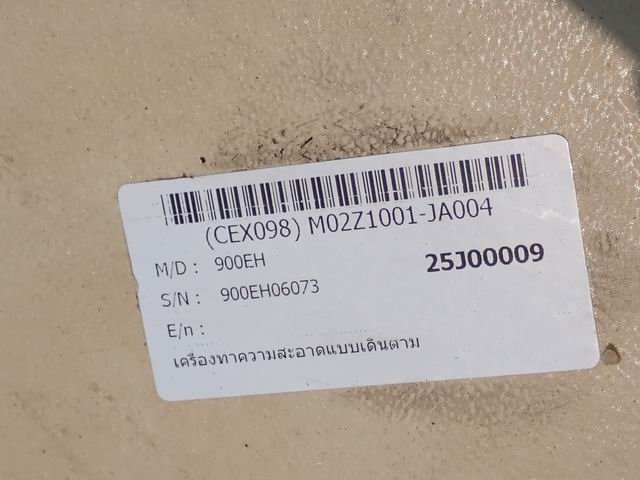 (CEX098) M02Z1001-JA004
M/D : 900EH
25J00009
S/N : 900EH06073
E/n :
เครื่องทำความสะอาดแบบเดินตาม